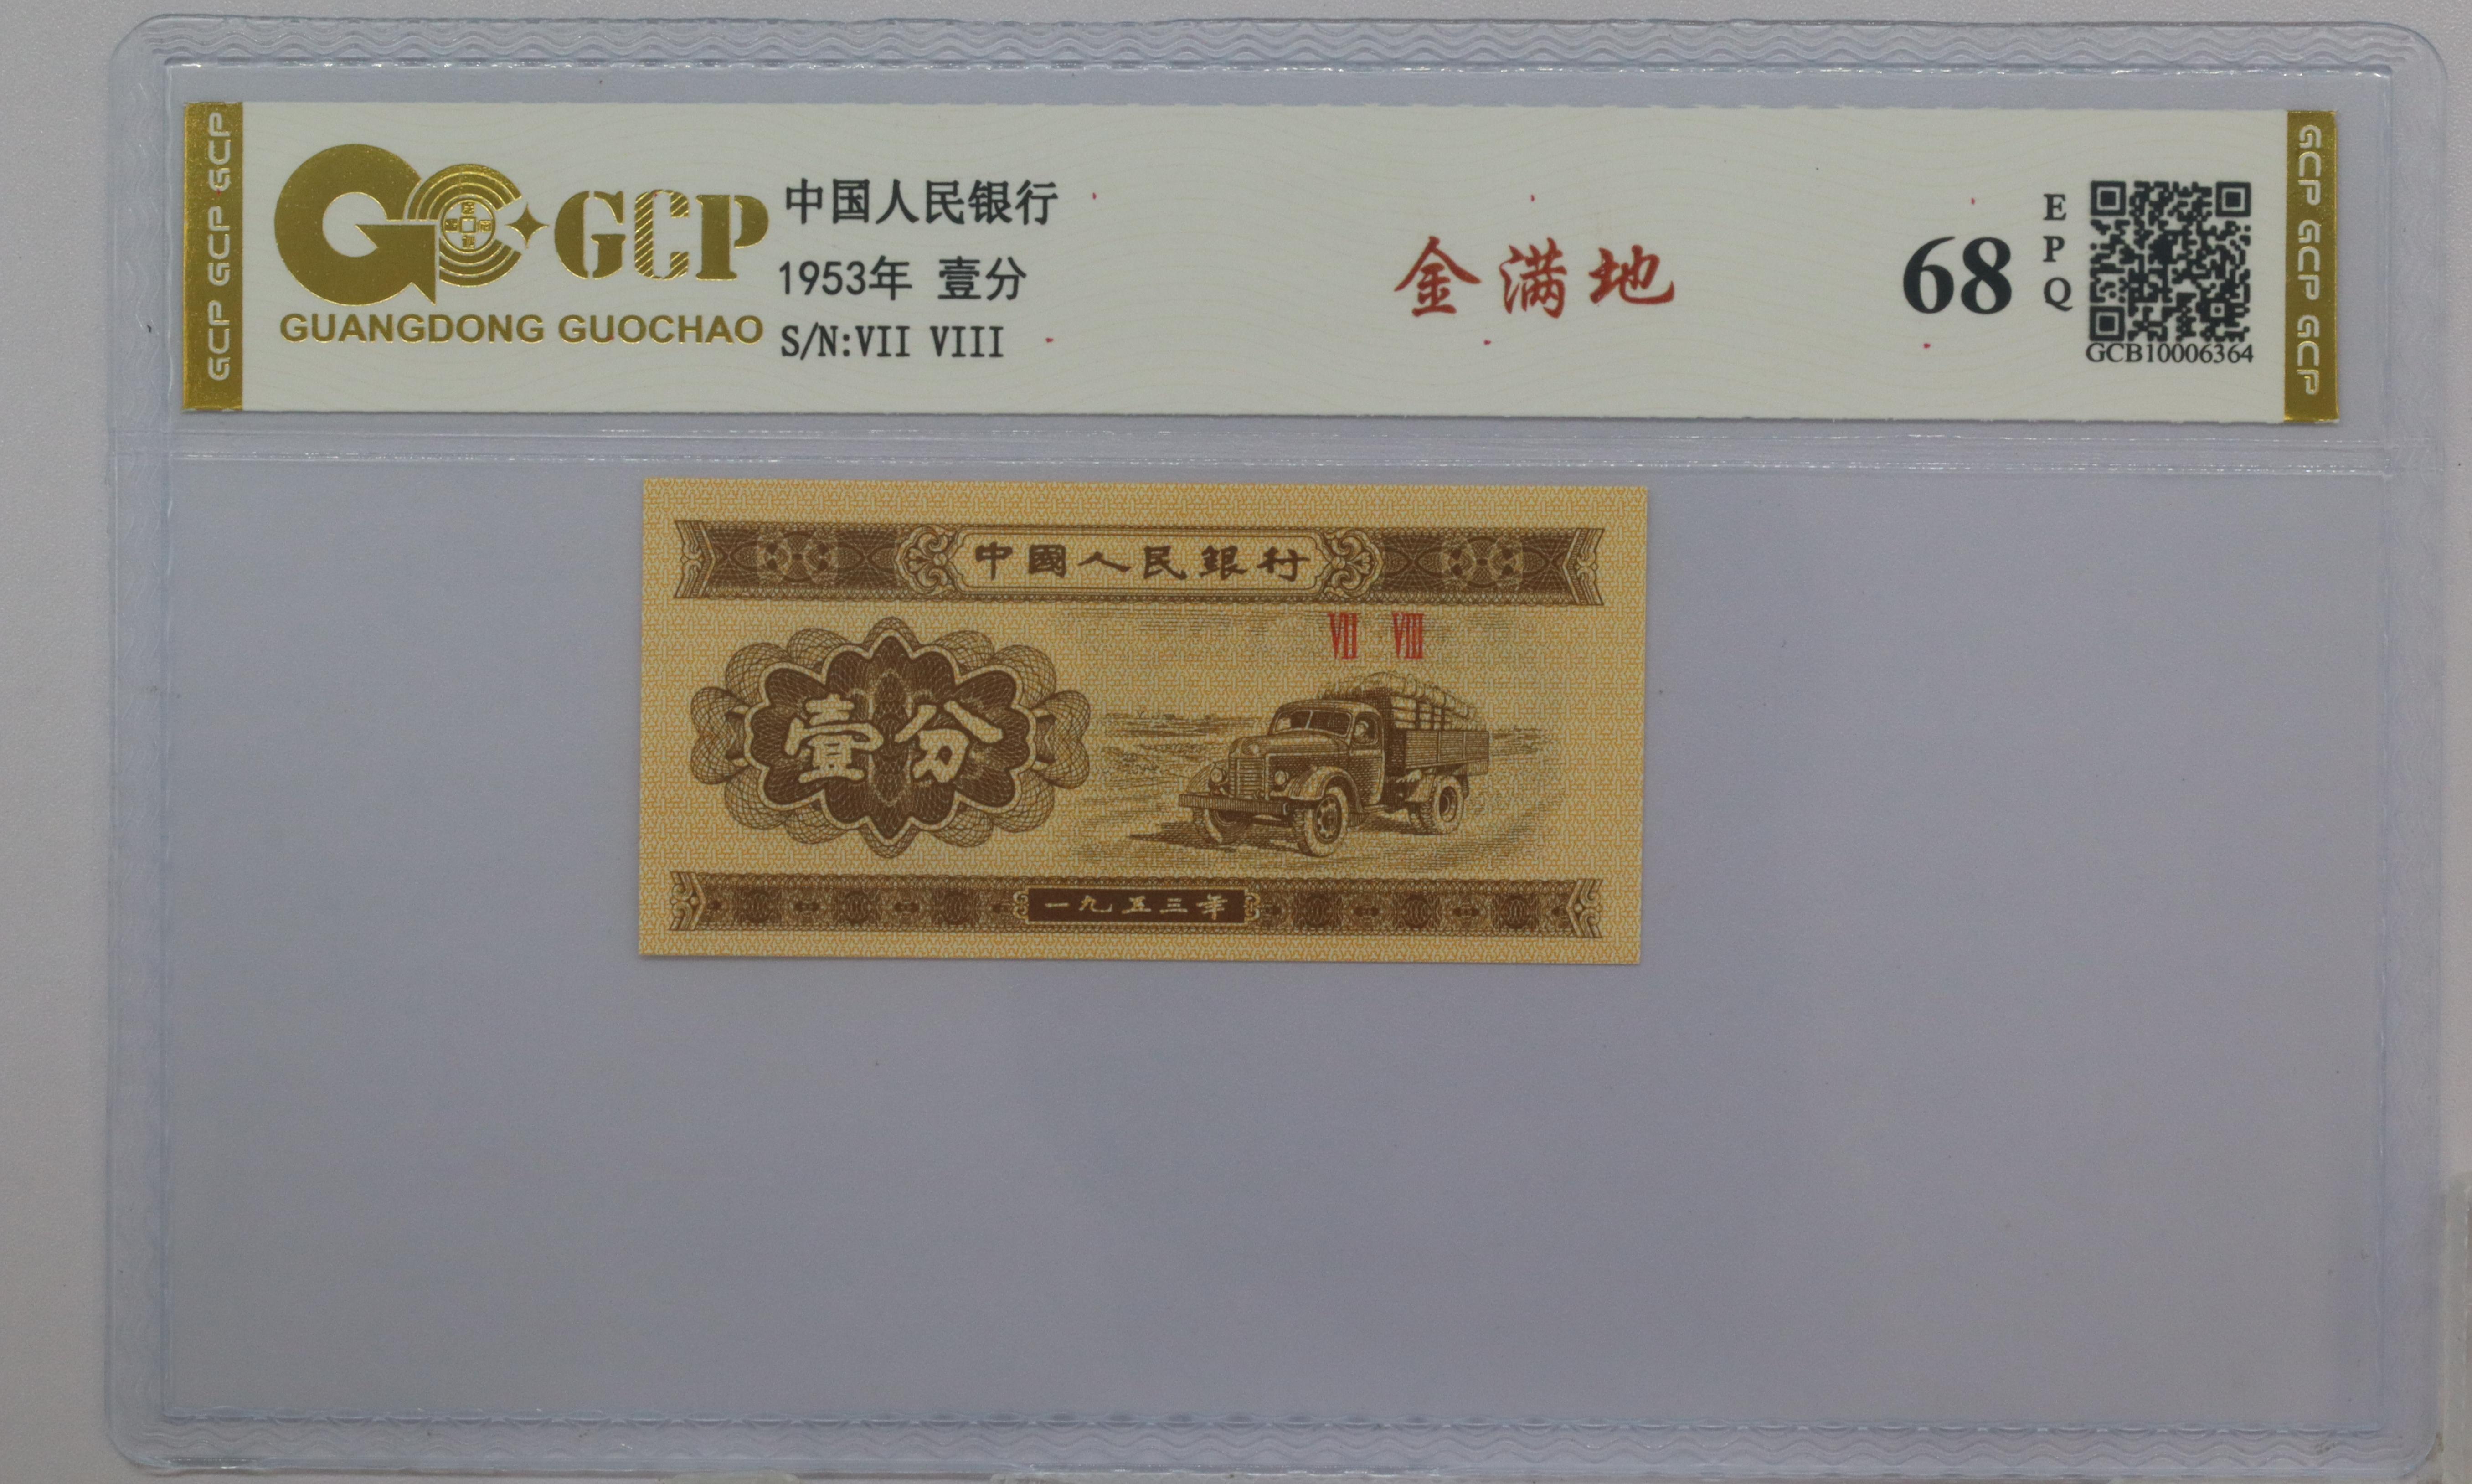 GCP GCP GCP
GCP
GUANGDONG GUOCHAO
中国人民银行
1953年 壹分
S/N:VII VIII
金满地
68
E
P
Q
GCB10006364
GCP GCP GCP
中國人民銀行
VII VIII
壹分
一九五三年